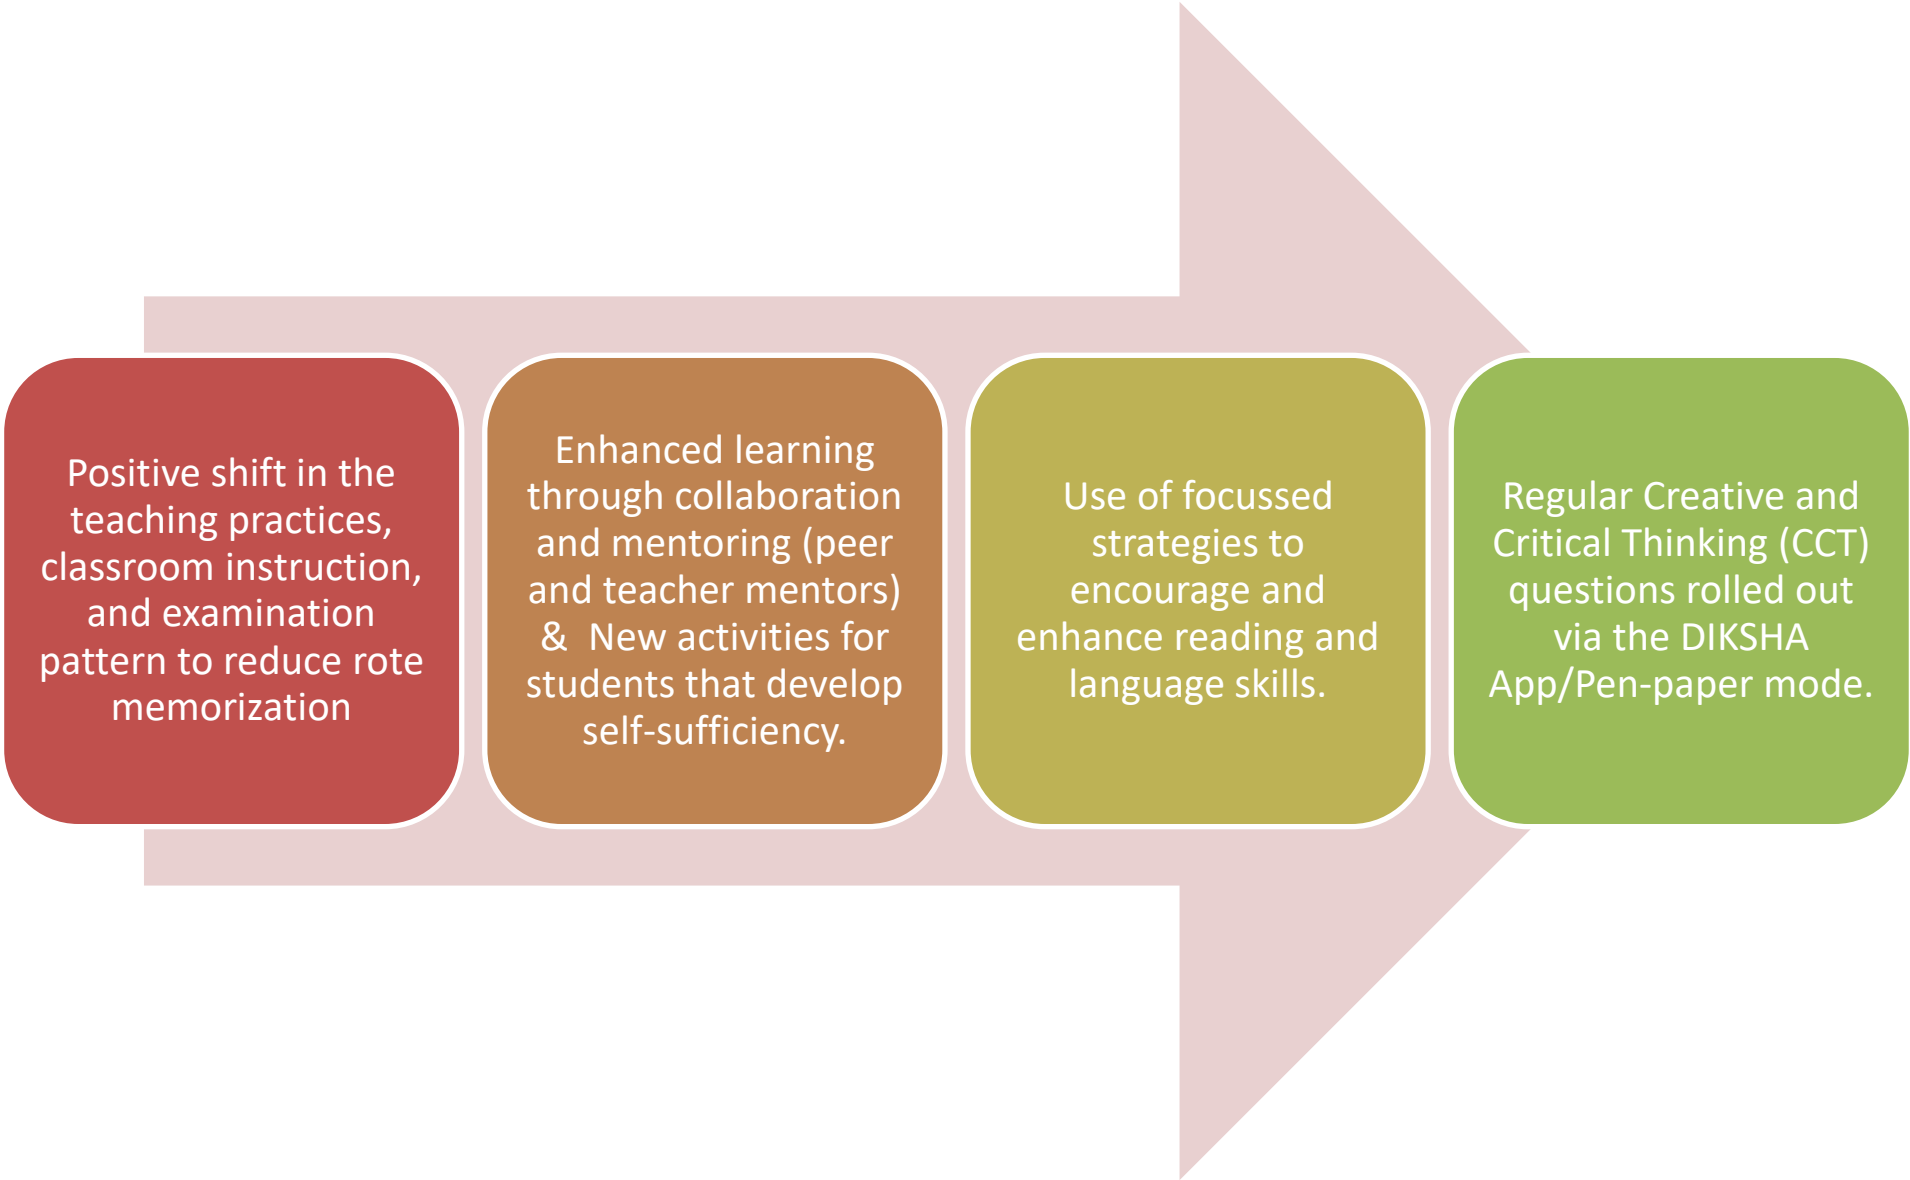 Positive shift in the
teaching practices,
classroom instruction,
and examination
pattern to reduce rote
memorization
Enhanced learning
through collaboration
and mentoring (peer
and teacher mentors)
&  New activities for
students that develop
self-sufficiency.
Use of focussed
strategies to
encourage and
enhance reading and
language skills.
Regular Creative and
Critical Thinking (CCT)
questions rolled out
via the DIKSHA
App/Pen-paper mode.